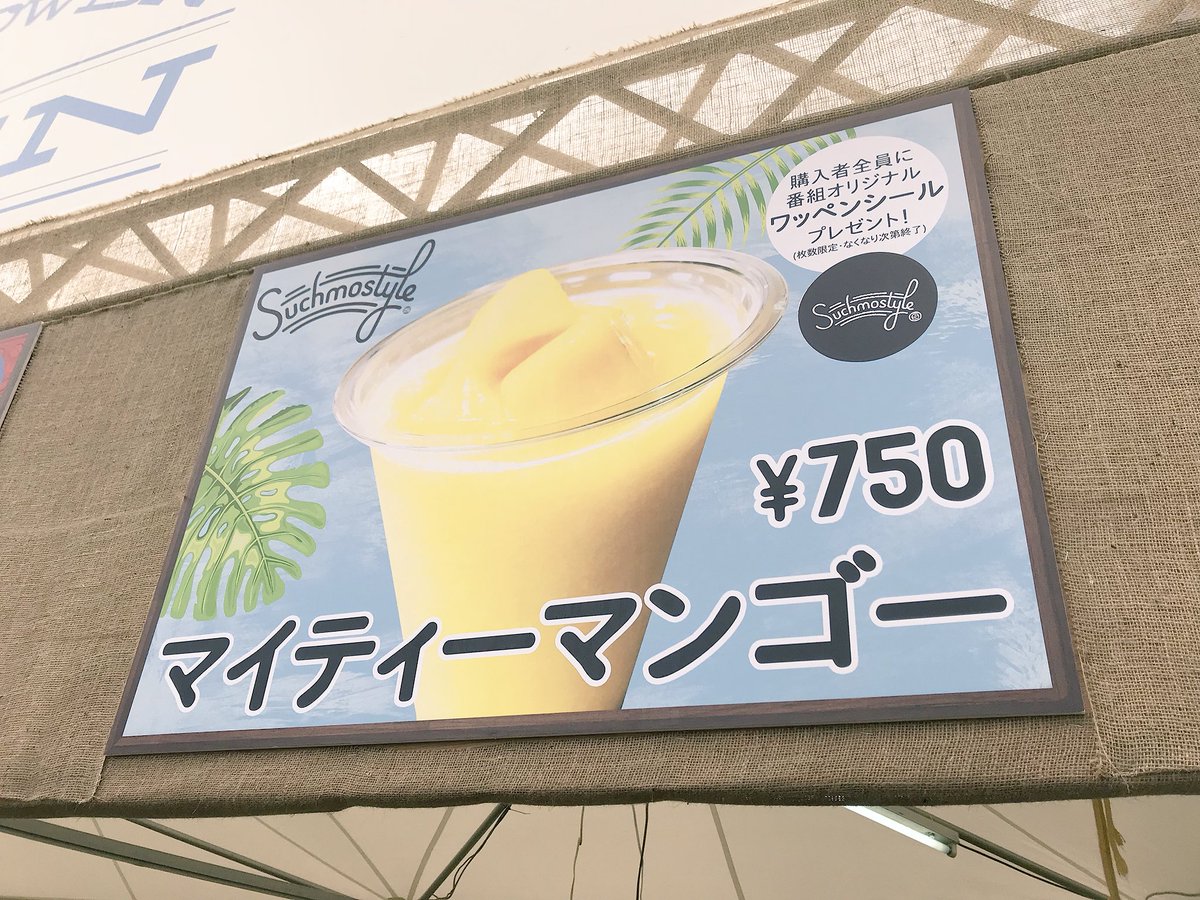 Suchmostyle
購入者全員に
番組オリジナル
ワッペンシール
プレゼント!
(枚数限定・なくなり次第終了)
Suchmostyle
¥750
マイティーマンゴー